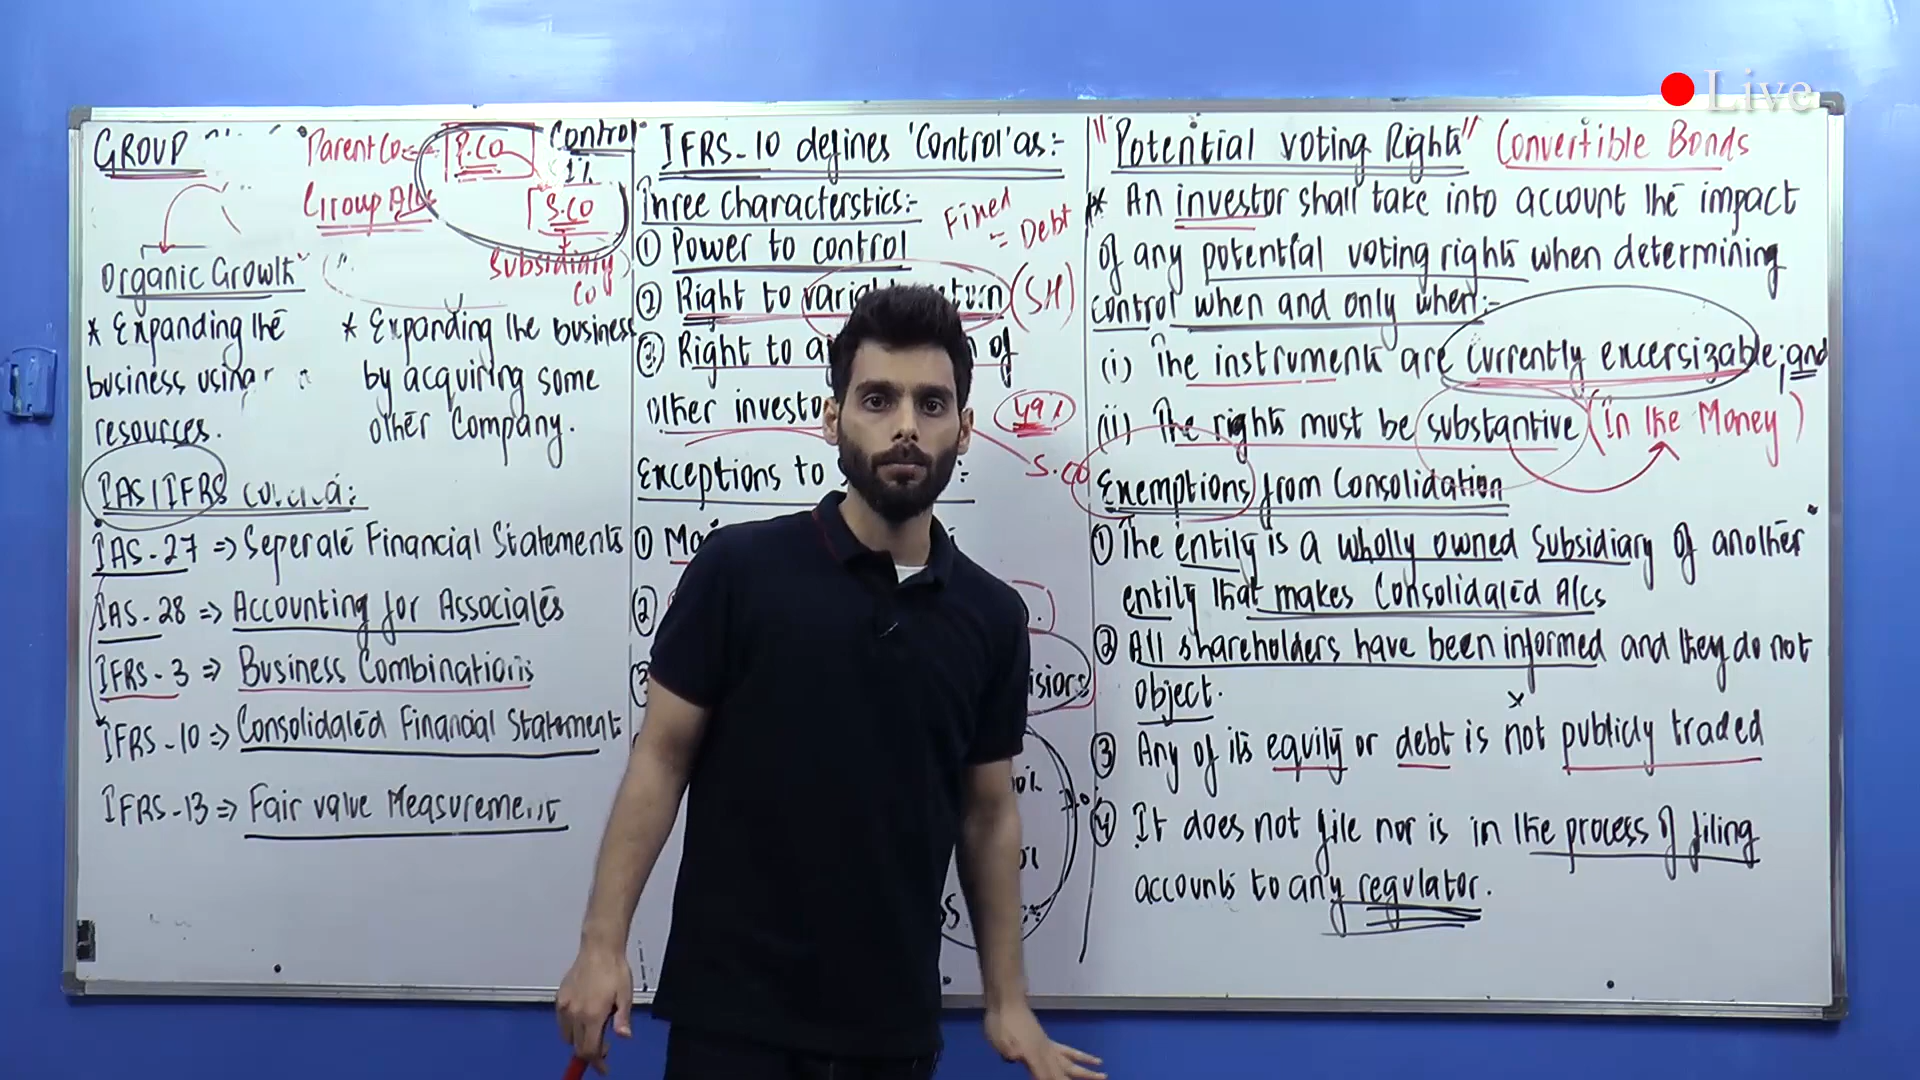 Live
GROUP
Parent Co
P.CO
Control
1%
Group A/cs
S.CO
Subsidiary
Co
Organic Growth
* Expanding the
business using
resources.
* Expanding the business
by acquiring some
other Company.
IAS/IFRS
IAS-27 => Seperate Financial Statements
IAS-28 => Accounting for Associates
IFRS-3 => Business Combinations
IFRS-10 => Consolidated Financial Statement
IFRS-13 => Fair value Measurement
IFRS-10 defines 'Control' as:-
Three Characterstics:-
Fixed
= Debt
① Power to control
② Right to (SH)
③ Right to of
Other
49%
S.CO
Exceptions to
①
②
③
"Potential voting Rights" Convertible Bonds
* An investor shall take into account the impact
of any potential voting rights when determining
control when and only when:-
(i) The instruments are currently excersizable; and
(ii) The rights must be substantive (In the Money)
Exemptions from Consolidation
① The entity is a wholly owned Subsidiary of another
entity that makes Consolidated A/cs
② All shareholders have been informed and they do not
object.
③ Any of its equity or debt is not publicly traded
④ It does not file nor is in the process of filing
accounts to any regulator.